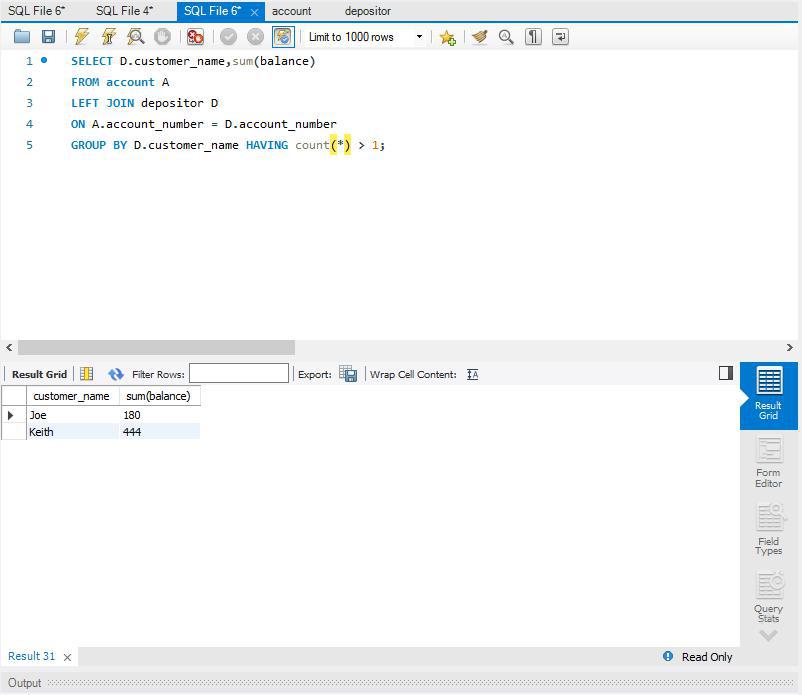 SQL File 6* SQL File 4* SQL File 6* account depositor
Limit to 1000 rows
1 SELECT D.customer_name,sum(balance)
2 FROM account A
3 LEFT JOIN depositor D
4 ON A.account_number = D.account_number
5 GROUP BY D.customer_name HAVING count(*) > 1;
Result Grid Filter Rows: Export: Wrap Cell Content: IA
customer_name sum(balance)
Joe 180
Keith 444
Result
Grid
Form
Editor
Field
Types
Query
Stats
Result 31 Read Only
Output